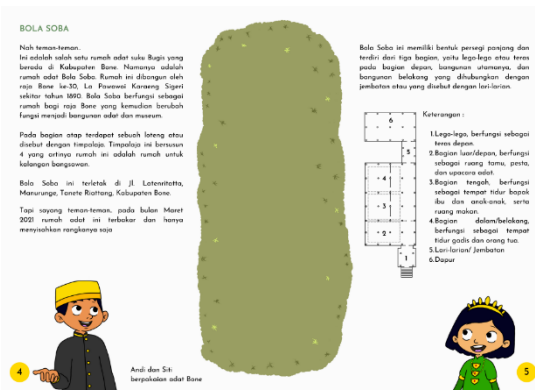 BOLA SOBA
Nah teman-teman.
Ini adalah salah satu rumah adat suku Bugis yang
berada di Kabupaten Bone. Namanya adalah
rumah adat Bola Soba. Rumah ini dibangun oleh
raja Bone ke-30, La Pawawoi Karaeng Sigeri
sekitar tahun 1890. Bola Soba berfungsi sebagai
rumah bagi raja Bone yang kemudian berubah
fungsi menjadi bangunan adat dan museum.
Pada bagian atap terdapat sebuah loteng atau
disebut dengan timpalaja. Timpalaja ini bersusun
4 yang artinya rumah ini adalah rumah untuk
kalangan bangsawan.
Bola Soba ini terletak di Jl. Latenritatta,
Manurunge, Tanete Riattang, Kabupaten Bone.
Tapi sayang teman-teman, pada bulan Maret
2021 rumah adat ini terbakar dan hanya
menyisahkan rangkanya saja
4
Andi dan Siti
berpakaian adat Bone
Bola Soba ini memiliki bentuk persegi panjang dan
terdiri dari tiga bagian, yaitu lego-lego atau teras
pada bagian depan, bangunan utamanya, dan
bangunan belakang yang dihubungkan dengan
jembatan atau yang disebut dengan lari-larian.
6
5
4
3
2
1
Keterangan :
1.Lego-lego, berfungsi sebagai
teras depan.
2.Bagian luar/depan, berfungsi
sebagai ruang tamu, pesta,
dan upacara adat.
3.Bagian tengah, berfungsi
sebagai tempat tidur bapak
ibu dan anak-anak, serta
ruang makan.
4.Bagian dalam/belakang,
berfungsi sebagai tempat
tidur gadis dan orang tua.
5.Lari-larian/ Jembatan
6.Dapur
5